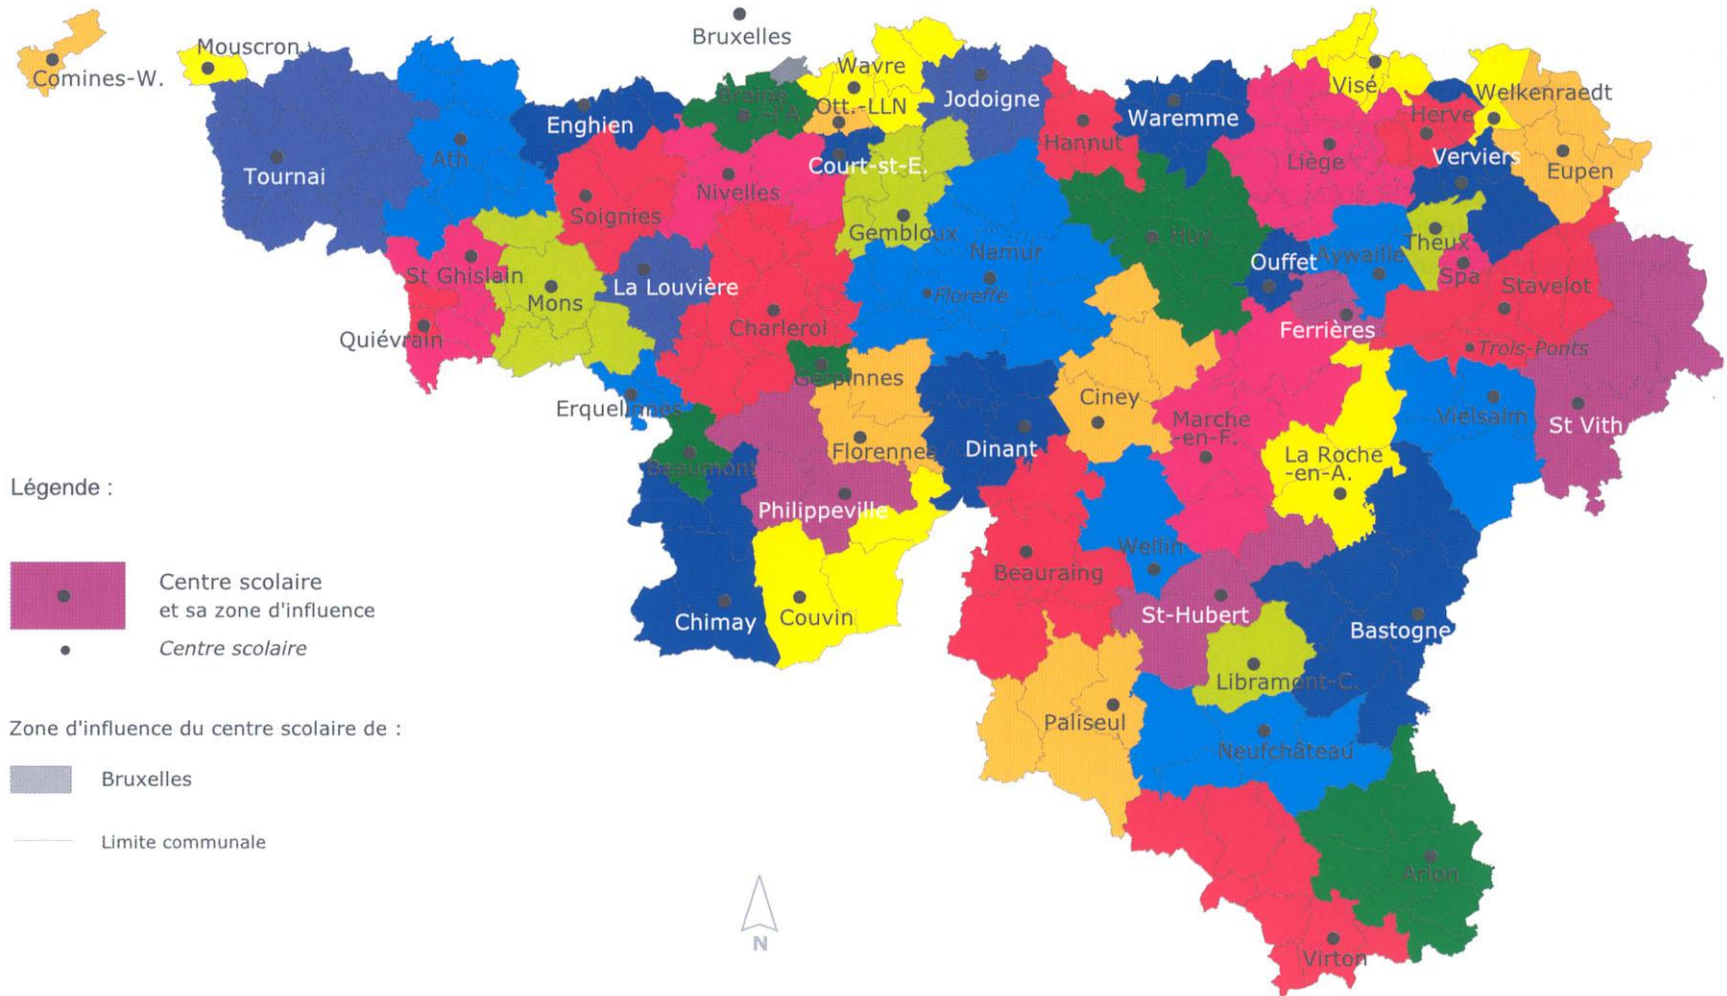 Bruxelles
Mouscron
Comines-W.
Wavre
Braine
-l'A.
Ott.-LLN
Jodoigne
Visé
Welkenraedt
Enghien
Hannut
Waremme
Herve
Liège
Verviers
Eupen
Tournai
Ath
Court-st-E.
Nivelles
Soignies
Gembloux
Huy
Theux
Namur
Ouffet
Aywaille
Spa
Stavelot
St Ghislain
La Louvière
Mons
Floreffe
Quiévrain
Charleroi
Ferrières
Trois-Ponts
Gerpinnes
Erquelinnes
Ciney
Marche
-en-F.
Vielsalm
St Vith
Florennes
Dinant
La Roche
-en-A.
Beaumont
Philippeville
Wellin
Beauraing
Chimay
Couvin
St-Hubert
Bastogne
Libramont-C.
Paliseul
Neufchâteau
Arlon
Virton
Légende :
Centre scolaire
et sa zone d'influence
Centre scolaire
Zone d'influence du centre scolaire de :
Bruxelles
Limite communale
N